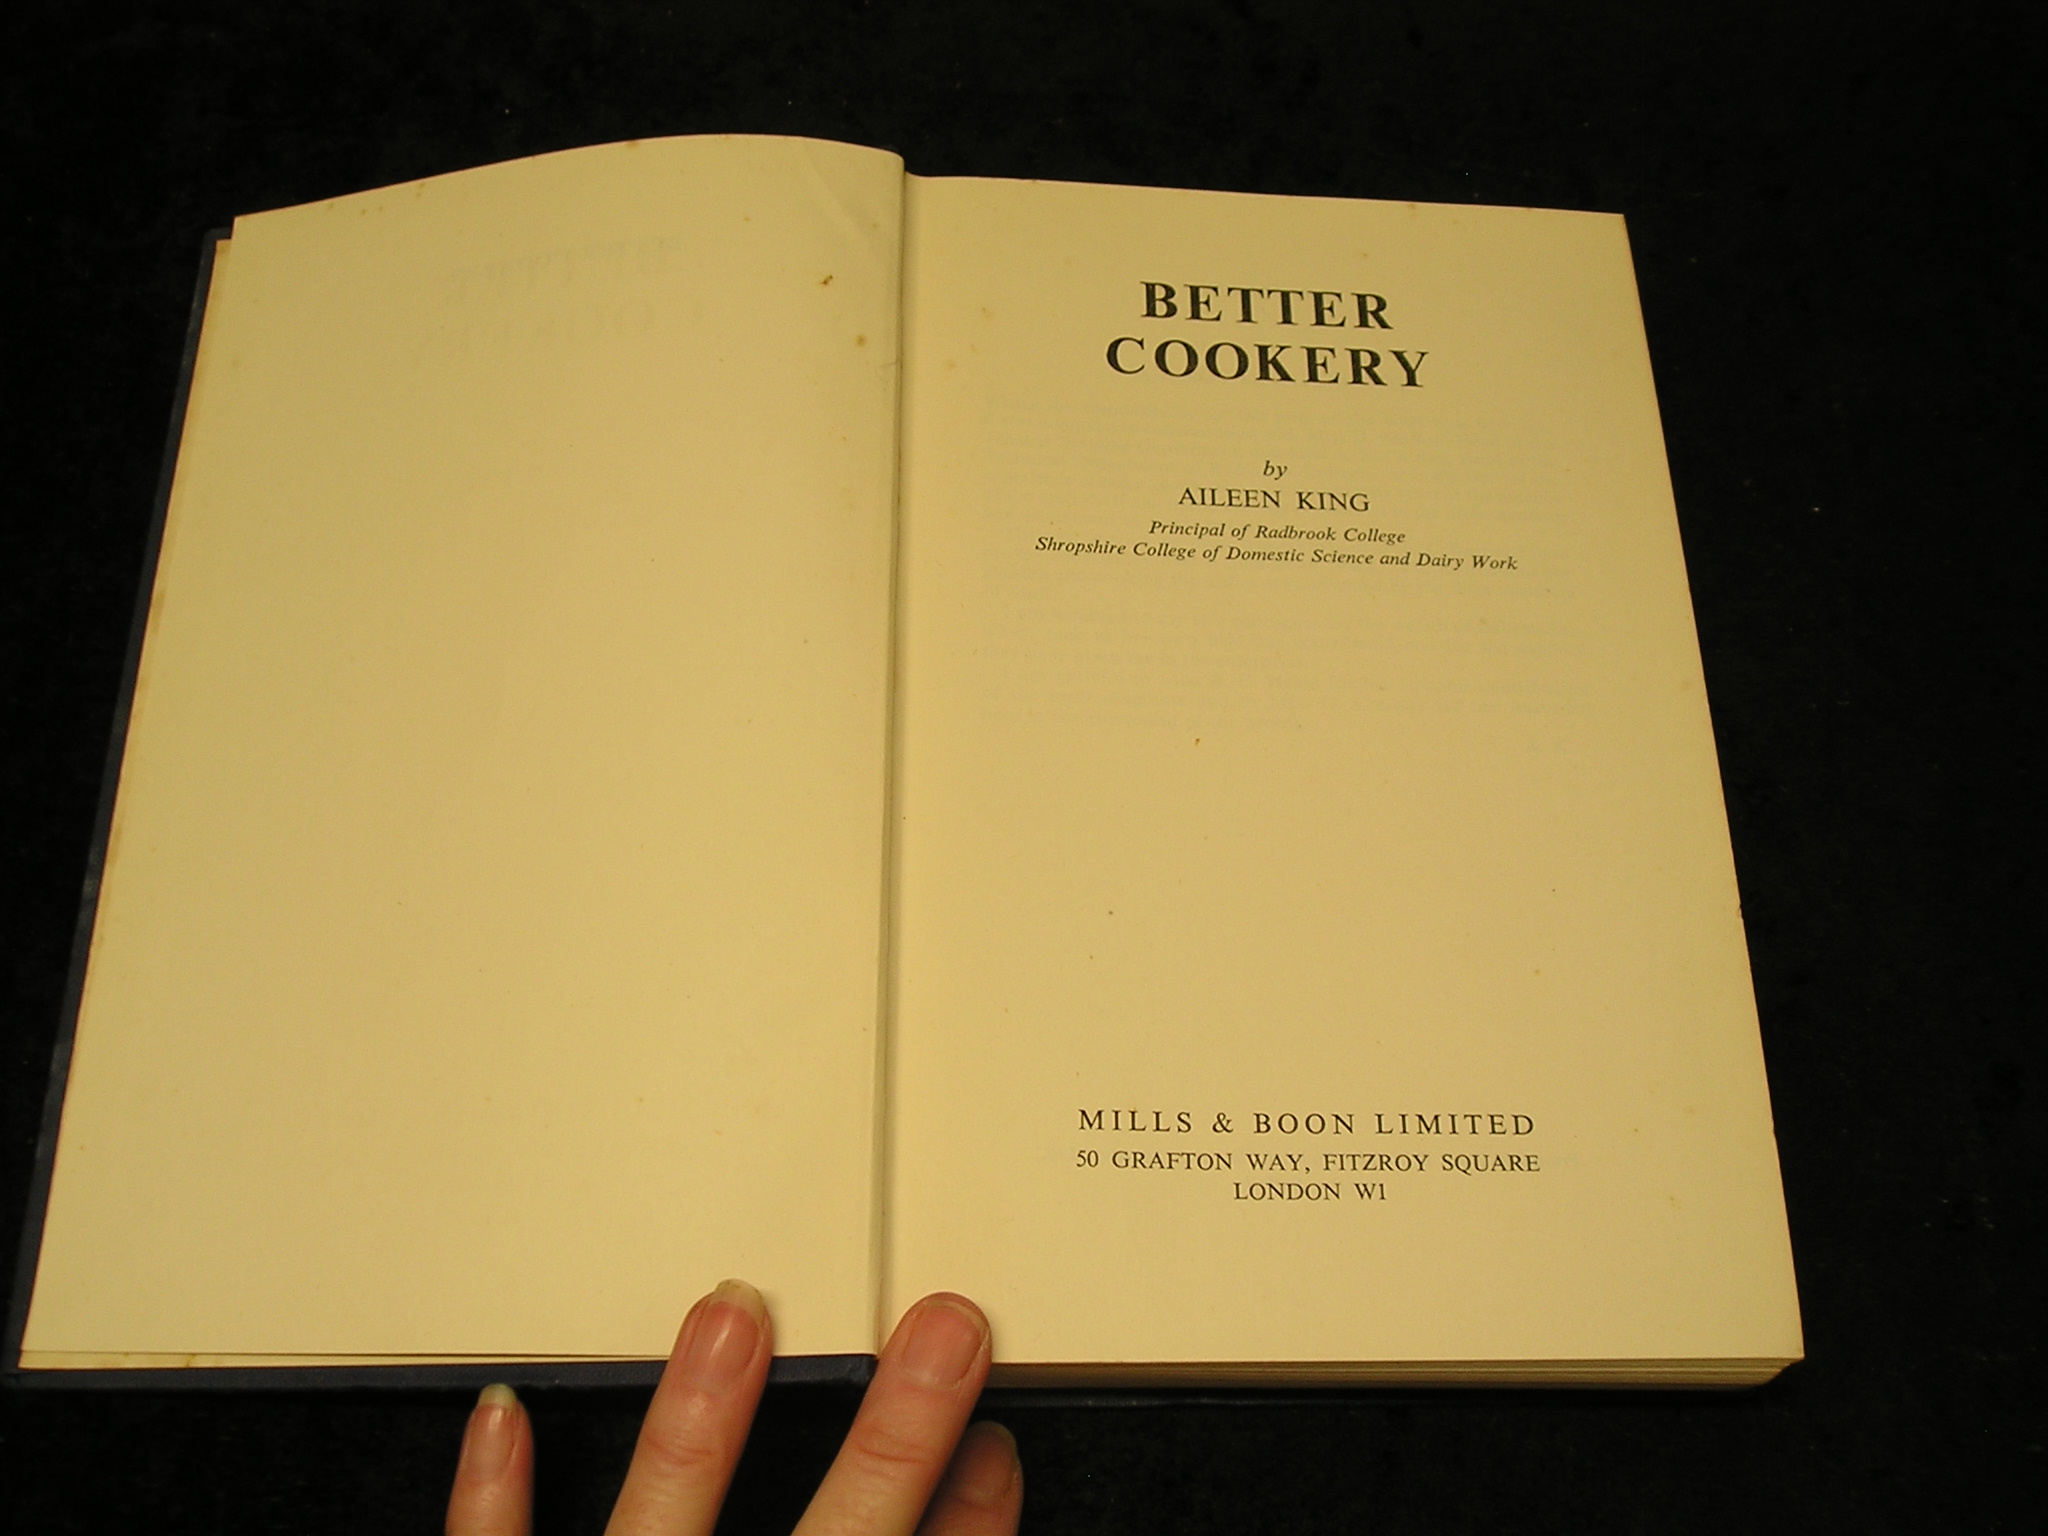 BETTER
COOKERY
by
AILEEN KING
Principal of Radbrook College
Shropshire College of Domestic Science and Dairy Work
MILLS & BOON LIMITED
50 GRAFTON WAY, FITZROY SQUARE
LONDON W1